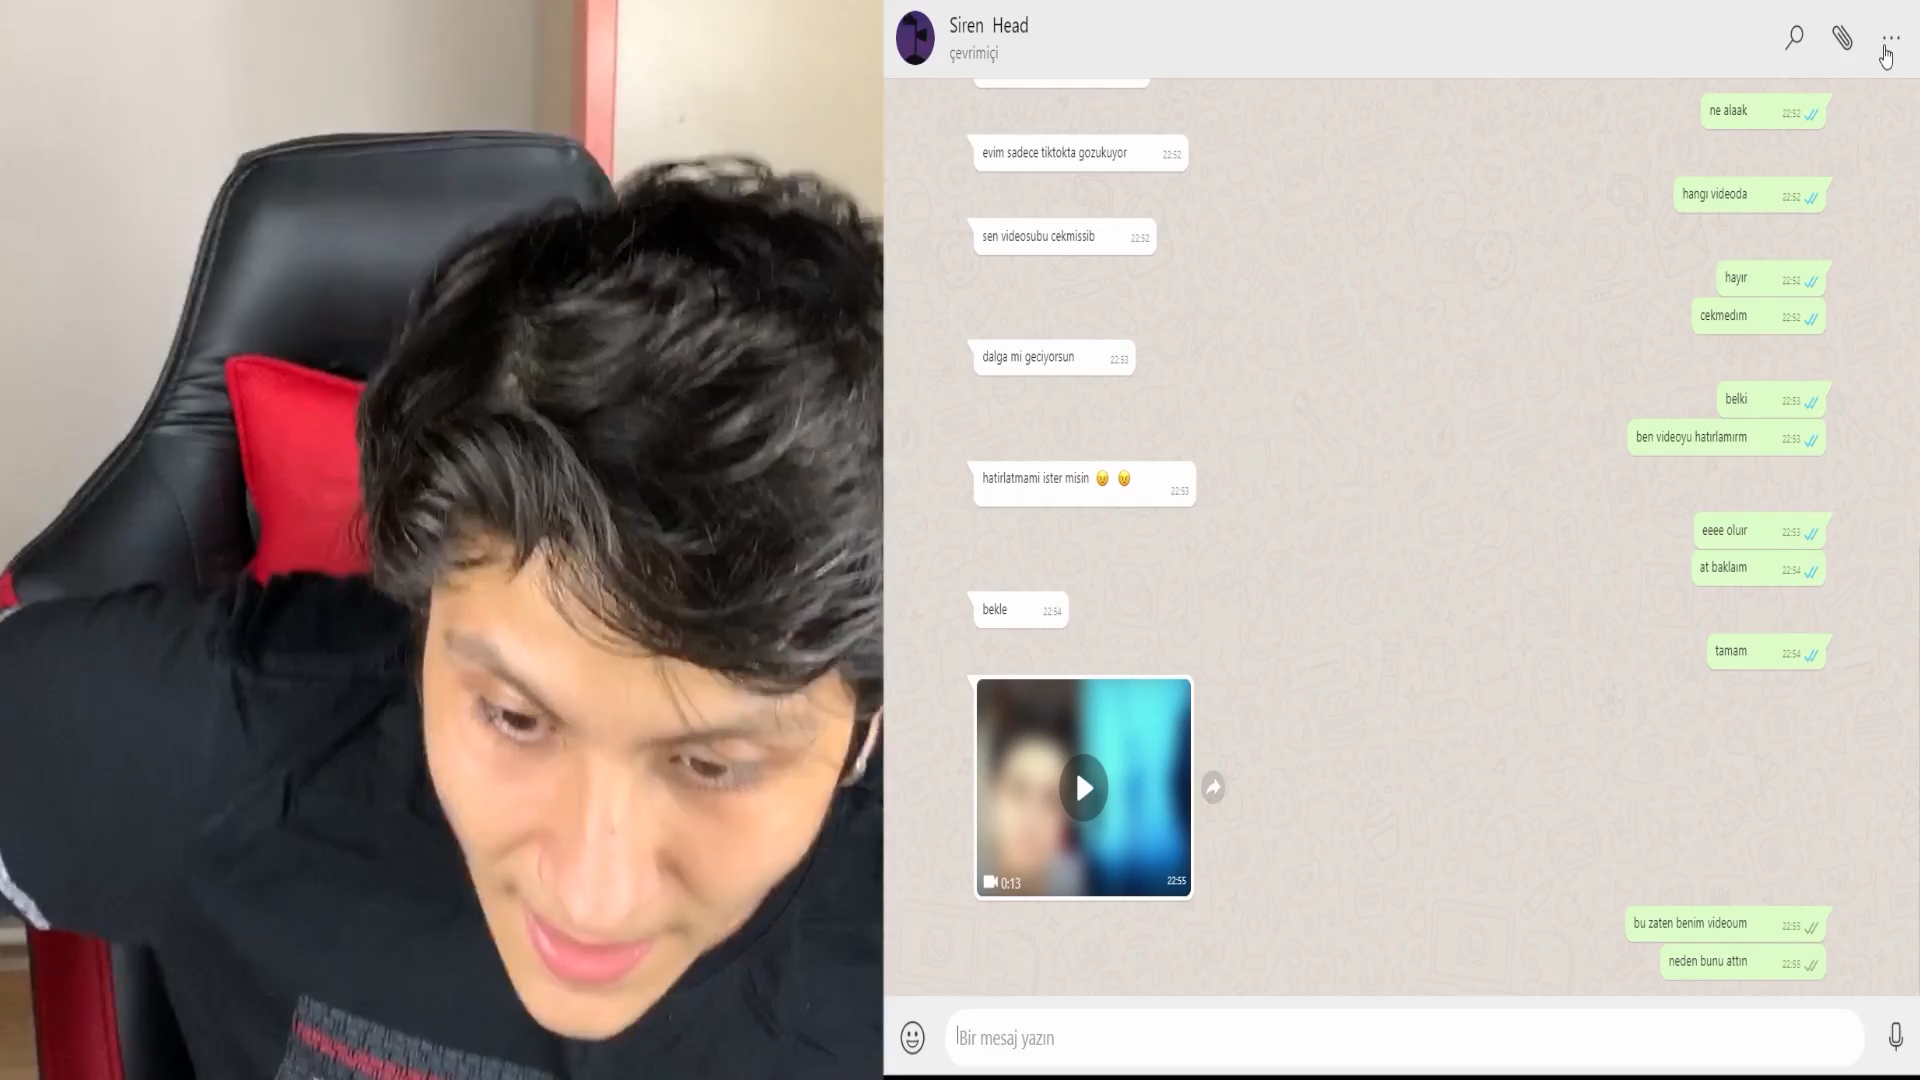 Siren Head
çevrimiçi
ne alaak 22:52
evim sadece tiktokta gozukuyor 22:52
hangı videoda 22:52
sen videosubu cekmissib 22:52
hayır 22:52
cekmedım 22:52
dalga mi geciyorsun 22:53
belki 22:53
ben videoyu hatırlamırm 22:53
hatirlatmami ister misin 22:53
eeee oluır 22:53
at baklaım 22:54
bekle 22:54
tamam 22:54
0:13 22:55
bu zaten benim videoum 22:55
neden bunu attın 22:55
Bir mesaj yazın